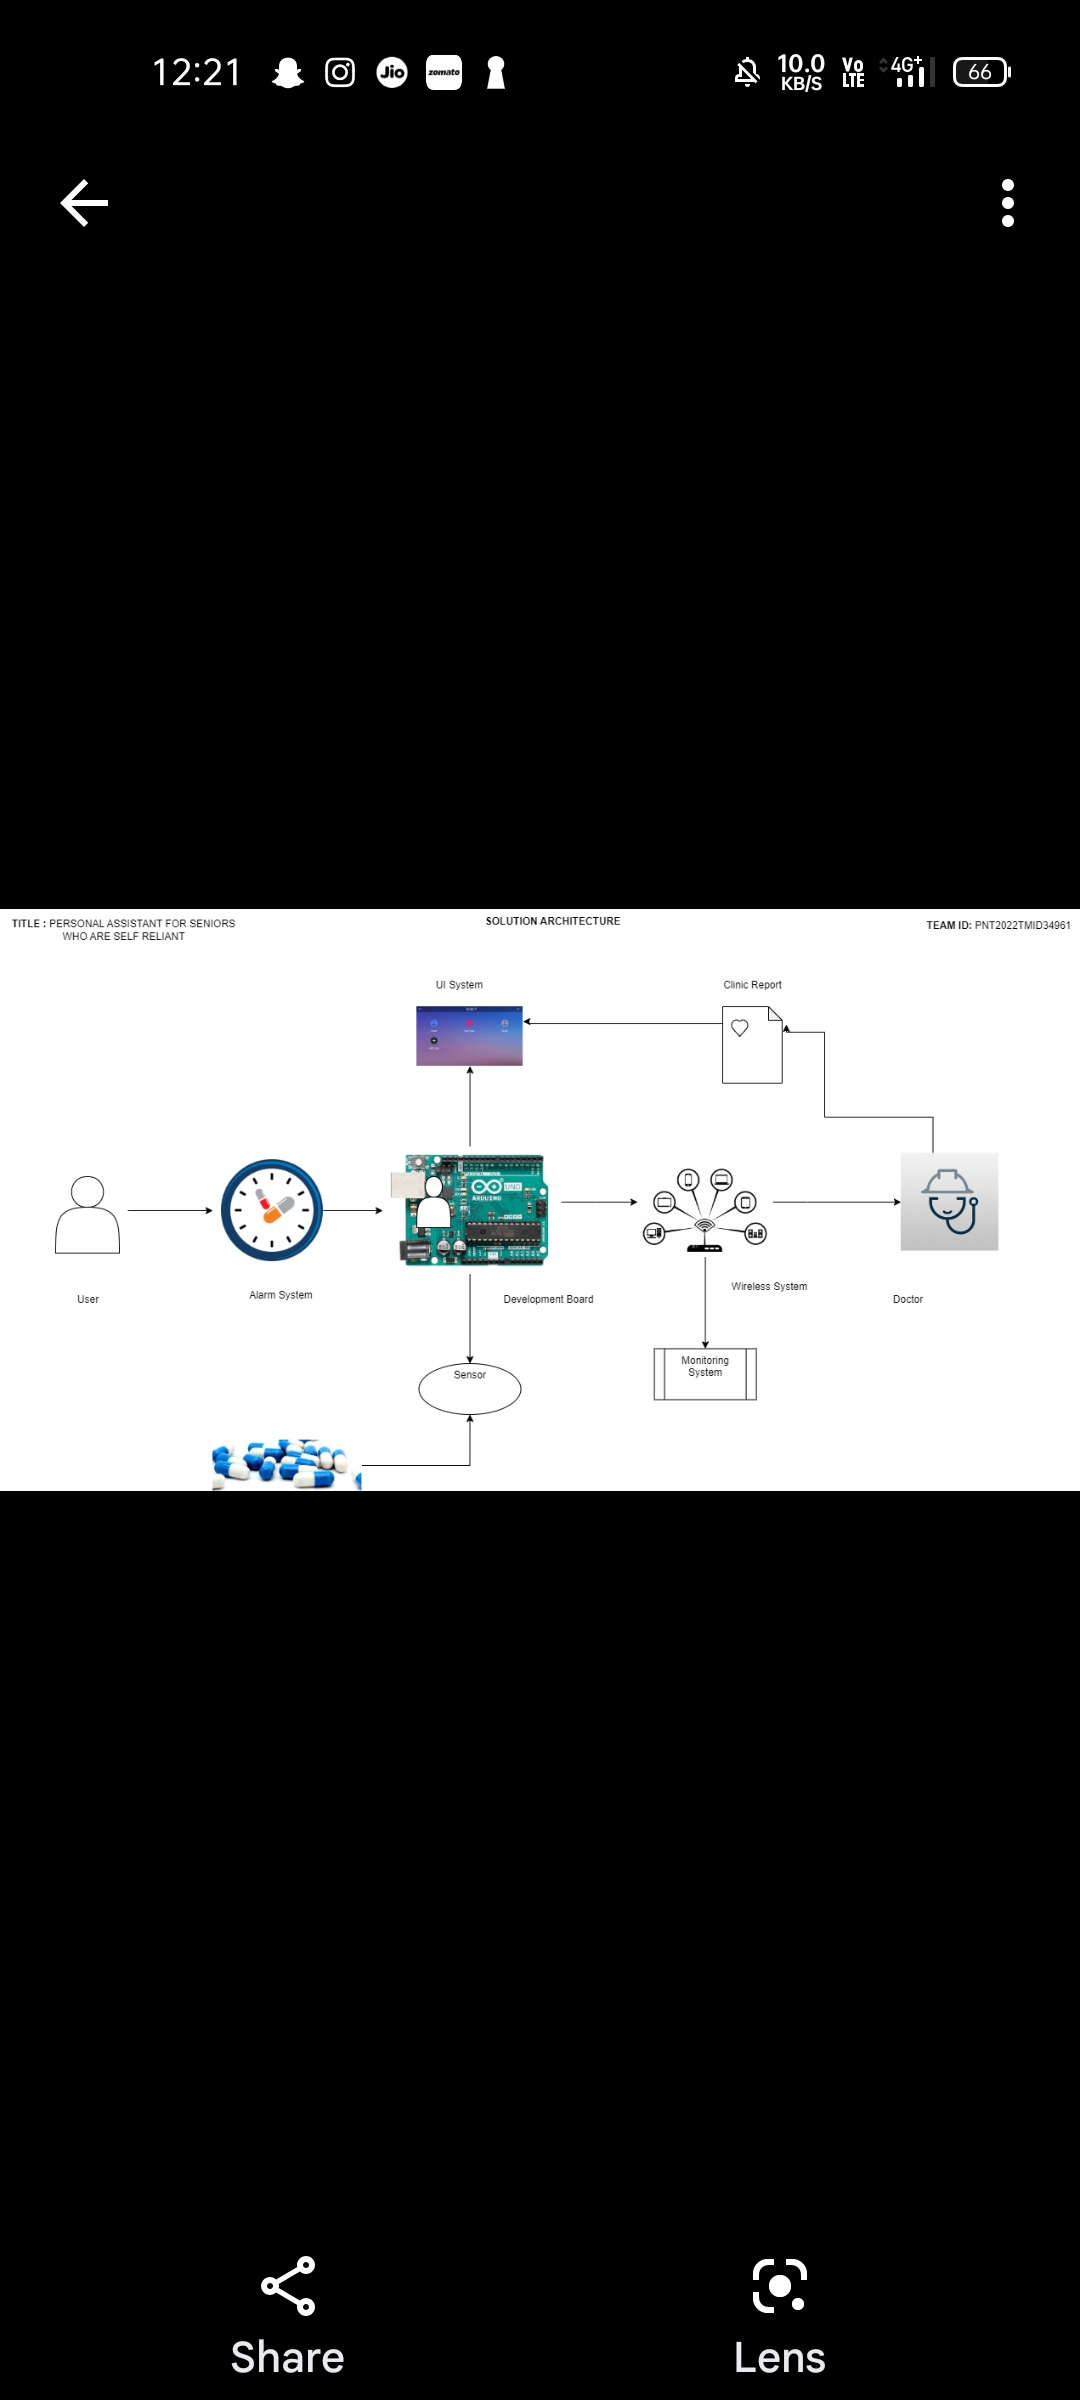 12:21
Jio
zomato
10.0
KB/S
Vo
LTE
4G+
66
TITLE : PERSONAL ASSISTANT FOR SENIORS
WHO ARE SELF RELIANT
SOLUTION ARCHITECTURE
TEAM ID: PNT2022TMID34961
UI System
Clinic Report
UNO
ARDUINO
User
Alarm System
Development Board
Wireless System
Doctor
Sensor
Monitoring
System
Share
Lens